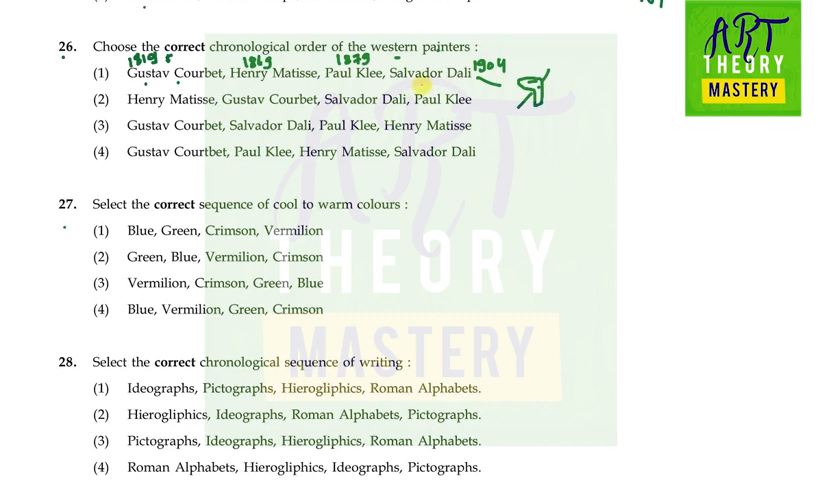 26. Choose the correct chronological order of the western painters :
1819 1869 1879 1904
(1) Gustav Courbet, Henry Matisse, Paul Klee, Salvador Dali
(2) Henry Matisse, Gustav Courbet, Salvador Dali, Paul Klee
(3) Gustav Courbet, Salvador Dali, Paul Klee, Henry Matisse
(4) Gustav Courtbet, Paul Klee, Henry Matisse, Salvador Dali
27. Select the correct sequence of cool to warm colours :
(1) Blue, Green, Crimson, Vermilion
(2) Green, Blue, Vermilion, Crimson
(3) Vermilion, Crimson, Green, Blue
(4) Blue, Vermilion, Green, Crimson
28. Select the correct chronological sequence of writing :
(1) Ideographs, Pictographs, Hierogliphics, Roman Alphabets.
(2) Hierogliphics, Ideographs, Roman Alphabets, Pictographs.
(3) Pictographs, Ideographs, Hierogliphics, Roman Alphabets.
(4) Roman Alphabets, Hierogliphics, Ideographs, Pictographs.
ART
THEORY
MASTERY
ART
THEORY
MASTERY